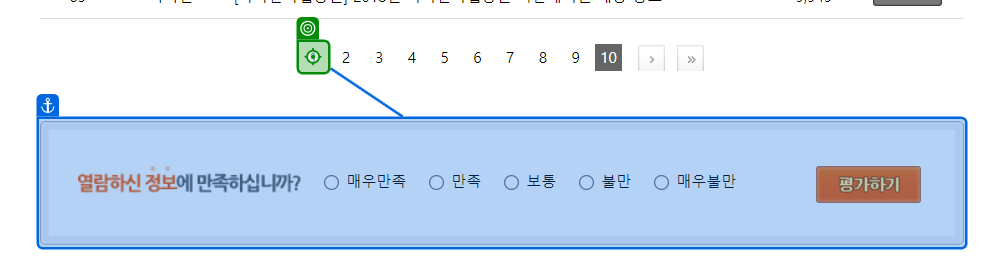 2 3 4 5 6 7 8 9 10 › »
열람하신 정보에 만족하십니까? 매우만족 만족 보통 불만 매우불만 평가하기